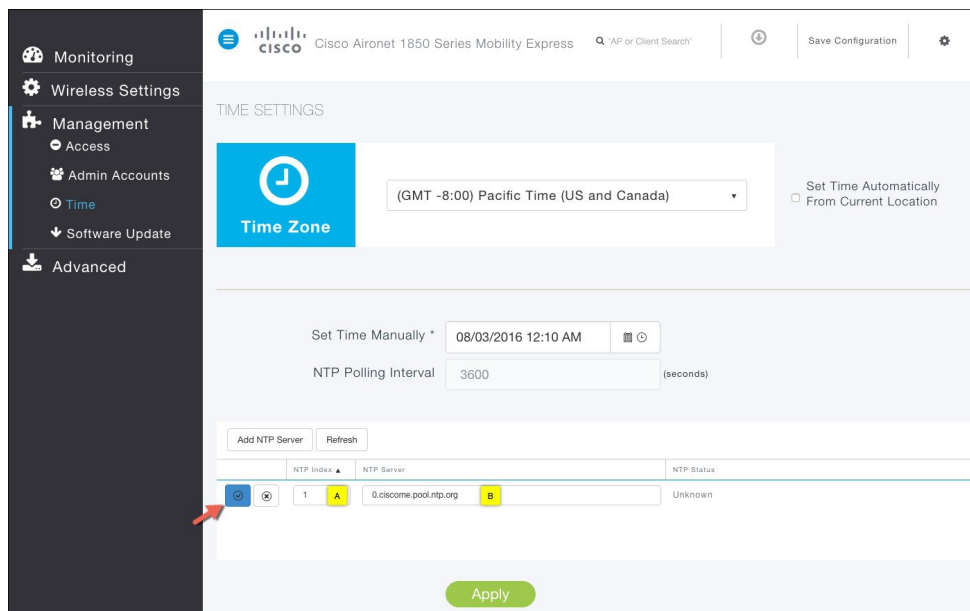 Monitoring
Wireless Settings
Management
Access
Admin Accounts
Time
Software Update
Advanced
CISCO
Cisco Aironet 1850 Series Mobility Express
'AP or Client Search'
Save Configuration
TIME SETTINGS
Time Zone
(GMT -8:00) Pacific Time (US and Canada)
Set Time Automatically
From Current Location
Set Time Manually *
08/03/2016 12:10 AM
NTP Polling Interval
3600
(seconds)
Add NTP Server
Refresh
NTP Index ▲
NTP Server
NTP Status
1
A
0.ciscome.pool.ntp.org
B
Unknown
Apply